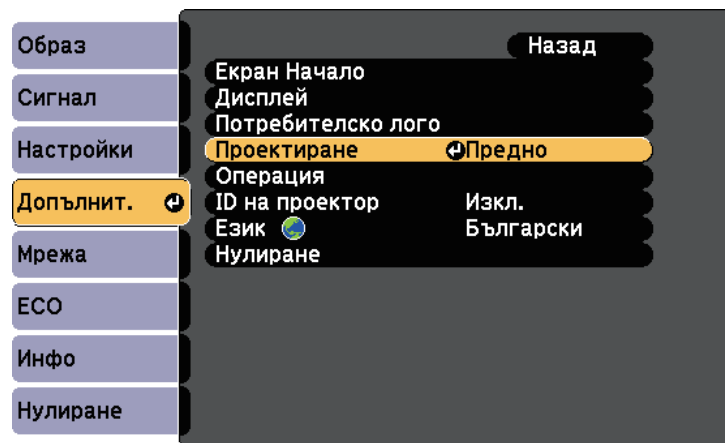 Образ
Сигнал
Настройки
Допълнит.
Мрежа
ECO
Инфо
Нулиране
Назад
Екран Начало
Дисплей
Потребителско лого
Проектиране Предно
Операция
ID на проектор Изкл.
Език Български
Нулиране